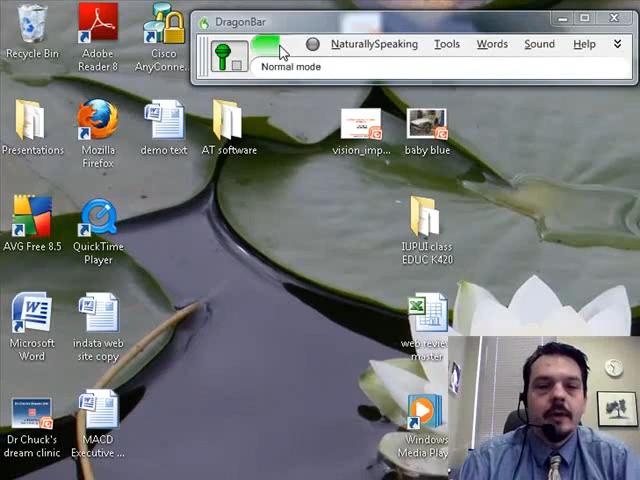 DragonBar
NaturallySpeaking Tools Words Sound Help
Normal mode
Recycle Bin
Adobe
Reader 8
Cisco
AnyConne...
Presentations
Mozilla
Firefox
demo text
AT software
vision_imp...
baby blue
AVG Free 8.5
QuickTime
Player
IUPUI class
EDUC K420
Microsoft
Word
indata web
site copy
web review
master
Dr Chuck's
dream clinic
MACD
Executive ...
Windows
Media Play